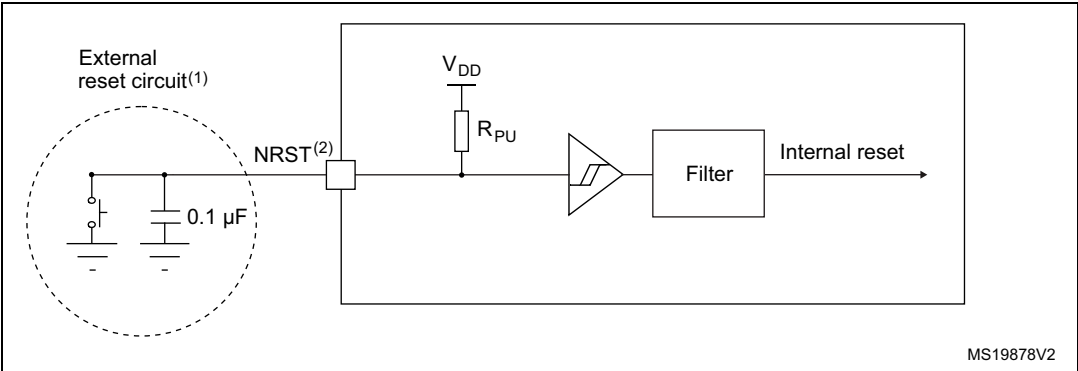 External
reset circuit(1)
VDD
RPU
NRST(2)
Filter
Internal reset
0.1 µF
MS19878V2